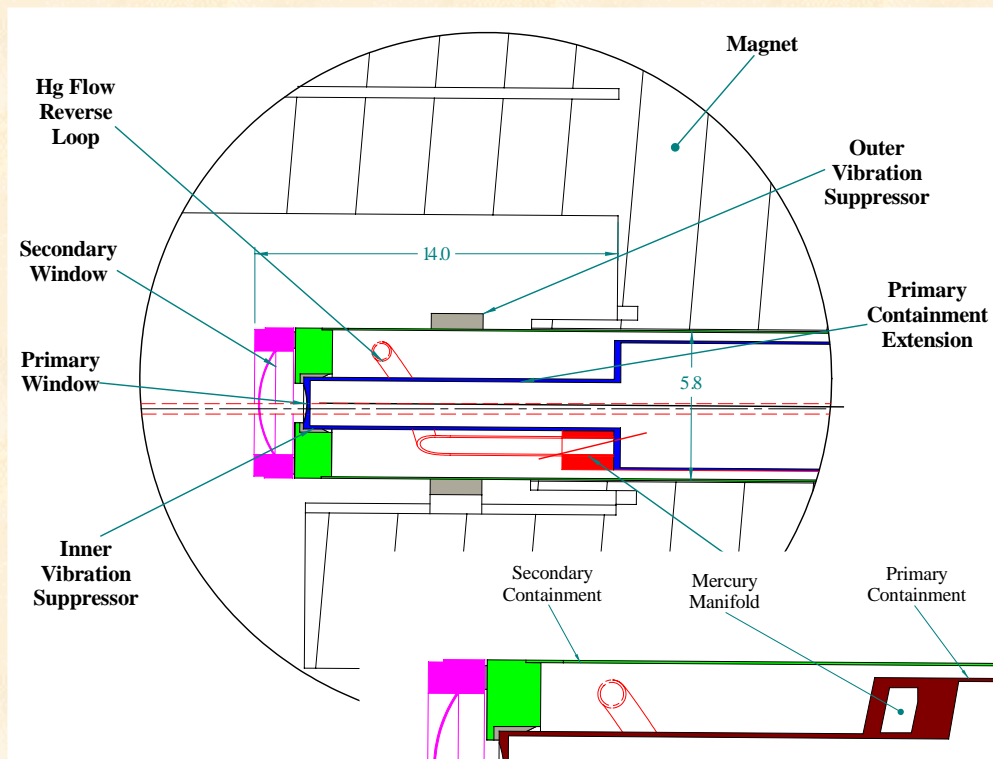 Magnet
Hg Flow
Reverse
Loop
Outer
Vibration
Suppressor
Secondary
Window
14.0
Primary
Containment
Extension
Primary
Window
5.8
Inner
Vibration
Suppressor
Secondary
Containment
Mercury
Manifold
Primary
Containment